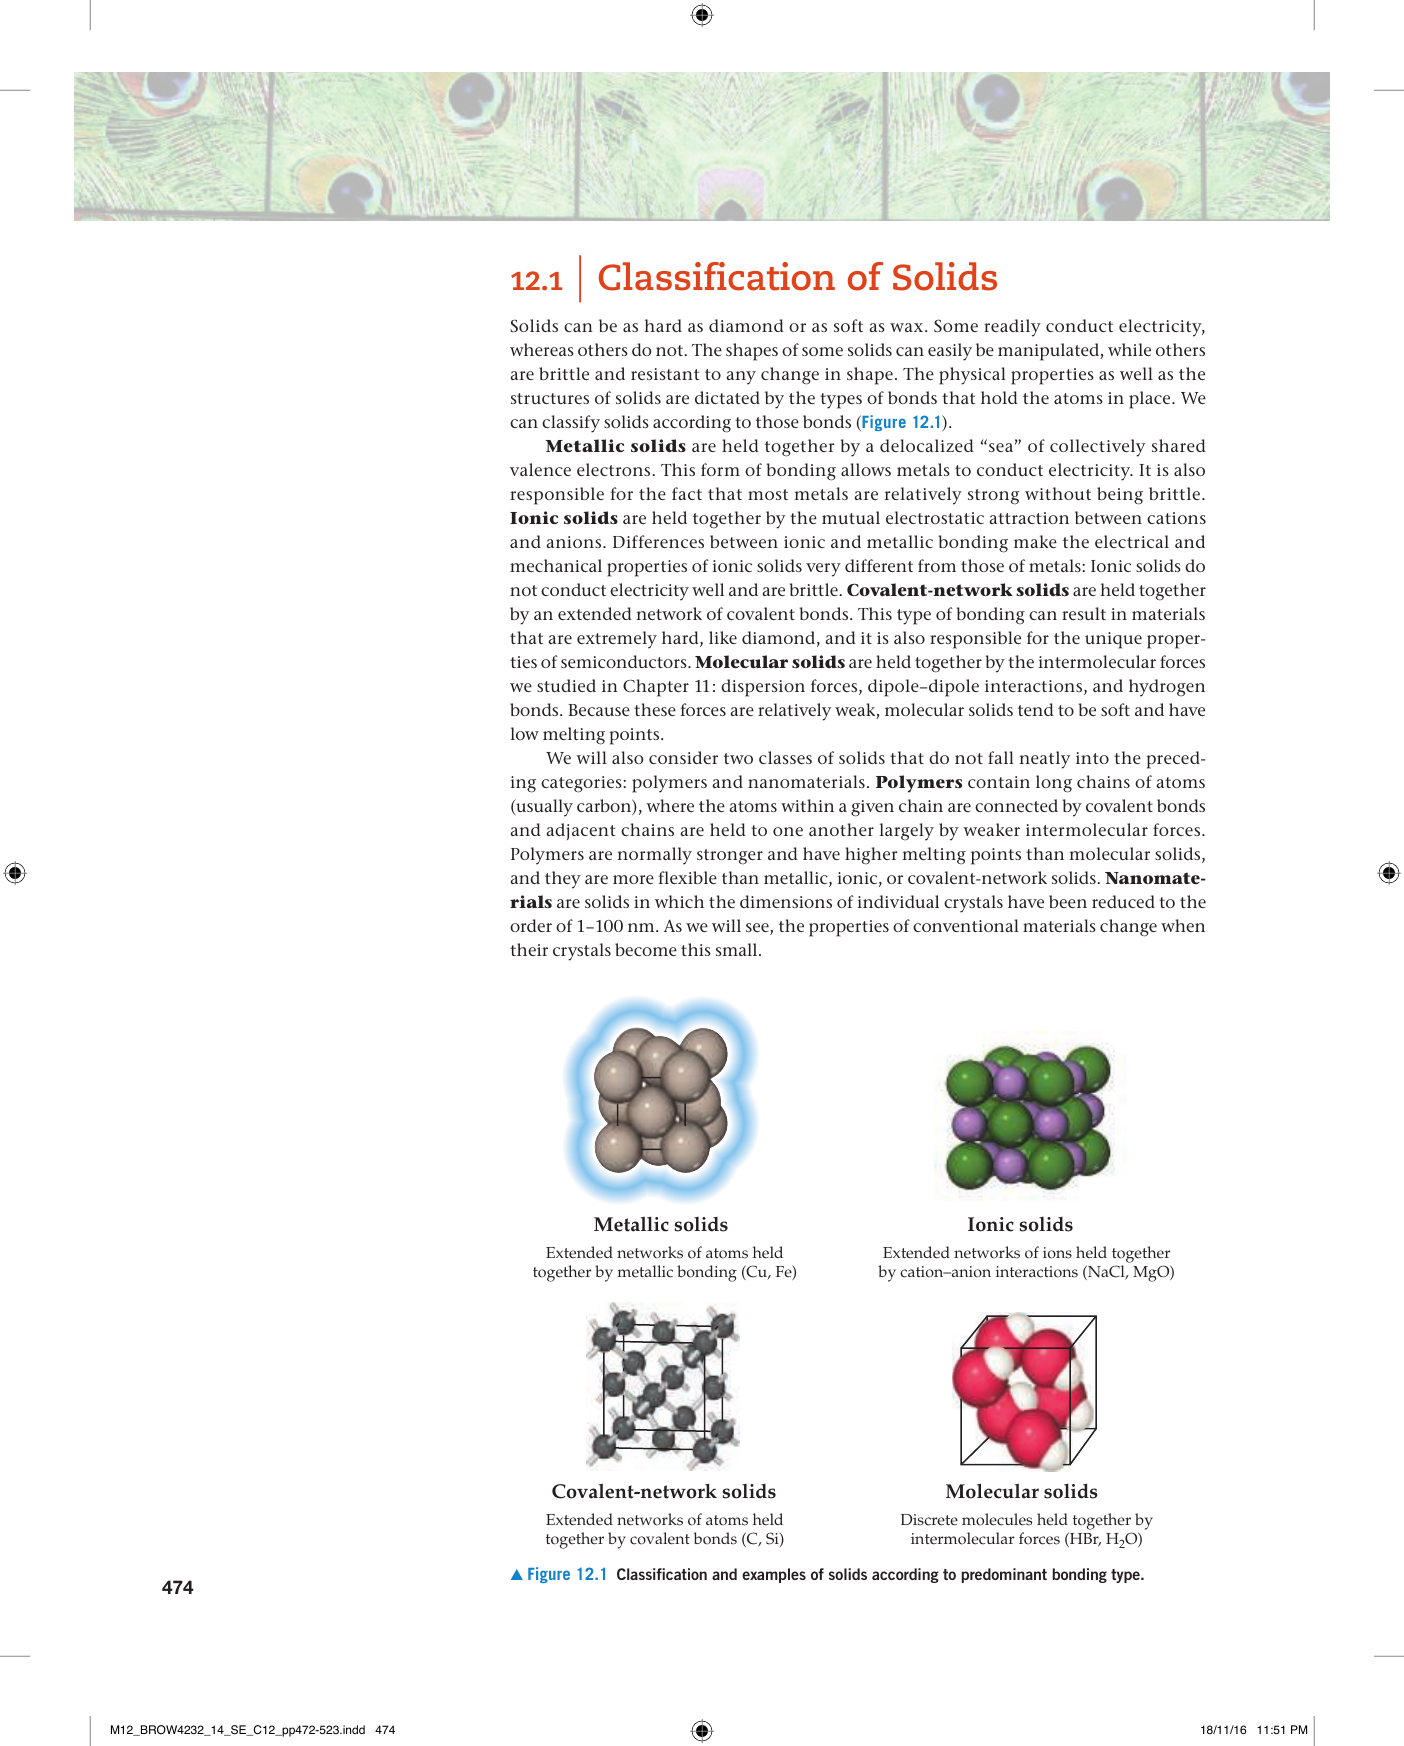 12.1 Classification of Solids
Solids can be as hard as diamond or as soft as wax. Some readily conduct electricity,
whereas others do not. The shapes of some solids can easily be manipulated, while others
are brittle and resistant to any change in shape. The physical properties as well as the
structures of solids are dictated by the types of bonds that hold the atoms in place. We
can classify solids according to those bonds (Figure 12.1).
Metallic solids are held together by a delocalized “sea” of collectively shared
valence electrons. This form of bonding allows metals to conduct electricity. It is also
responsible for the fact that most metals are relatively strong without being brittle.
Ionic solids are held together by the mutual electrostatic attraction between cations
and anions. Differences between ionic and metallic bonding make the electrical and
mechanical properties of ionic solids very different from those of metals: Ionic solids do
not conduct electricity well and are brittle. Covalent-network solids are held together
by an extended network of covalent bonds. This type of bonding can result in materials
that are extremely hard, like diamond, and it is also responsible for the unique proper-
ties of semiconductors. Molecular solids are held together by the intermolecular forces
we studied in Chapter 11: dispersion forces, dipole–dipole interactions, and hydrogen
bonds. Because these forces are relatively weak, molecular solids tend to be soft and have
low melting points.
We will also consider two classes of solids that do not fall neatly into the preced-
ing categories: polymers and nanomaterials. Polymers contain long chains of atoms
(usually carbon), where the atoms within a given chain are connected by covalent bonds
and adjacent chains are held to one another largely by weaker intermolecular forces.
Polymers are normally stronger and have higher melting points than molecular solids,
and they are more flexible than metallic, ionic, or covalent-network solids. Nanomate-
rials are solids in which the dimensions of individual crystals have been reduced to the
order of 1–100 nm. As we will see, the properties of conventional materials change when
their crystals become this small.
Metallic solids
Extended networks of atoms held
together by metallic bonding (Cu, Fe)
Ionic solids
Extended networks of ions held together
by cation–anion interactions (NaCl, MgO)
Covalent-network solids
Extended networks of atoms held
together by covalent bonds (C, Si)
Molecular solids
Discrete molecules held together by
intermolecular forces (HBr, H₂O)
▲ Figure 12.1 Classification and examples of solids according to predominant bonding type.
474
M12_BROW4232_14_SE_C12_pp472-523.indd 474
18/11/16 11:51 PM